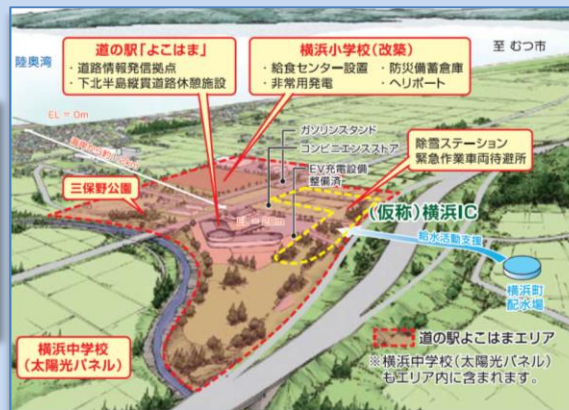 道の駅「よこはま」
・道路情報発信拠点
・下北半島縦貫道路休憩施設
横浜小学校(改築)
・給食センター設置 ・防災備蓄倉庫
・非常用発電 ・ヘリポート
至 むつ市
陸奥湾
EL = 0m
ガソリンスタンド
コンビニエンスストア
EV充電設備
整備済
除雪ステーション
緊急作業車両待避所
三保野公園
(仮称)横浜IC
給水活動支援
横浜町
配水場
横浜中学校
(太陽光パネル)
道の駅よこはまエリア
※横浜中学校(太陽光パネル)
もエリア内に含まれます。